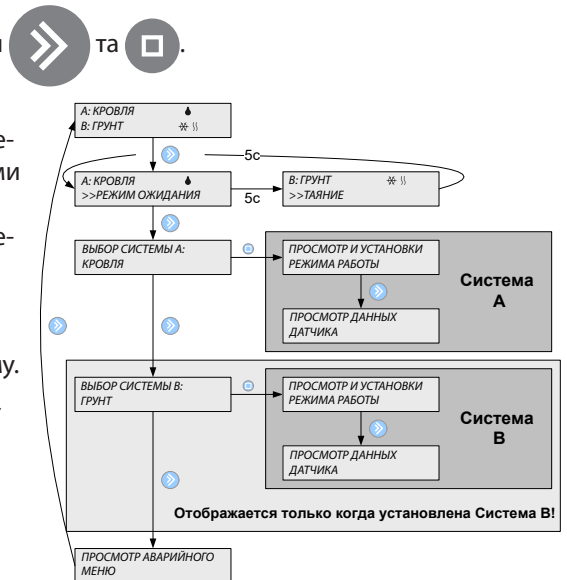 та .
А: КРОВЛЯ
В: ГРУНТ
5с
А: КРОВЛЯ
>>РЕЖИМ ОЖИДАНИЯ
5с
В: ГРУНТ
>>ТАЯНИЕ
ВЫБОР СИСТЕМЫ А:
КРОВЛЯ
ПРОСМОТР И УСТАНОВКИ
РЕЖИМА РАБОТЫ
ПРОСМОТР ДАННЫХ
ДАТЧИКА
Система
А
ВЫБОР СИСТЕМЫ В:
ГРУНТ
ПРОСМОТР И УСТАНОВКИ
РЕЖИМА РАБОТЫ
ПРОСМОТР ДАННЫХ
ДАТЧИКА
Система
В
Отображается только когда установлена Система В!
ПРОСМОТР АВАРИЙНОГО
МЕНЮ